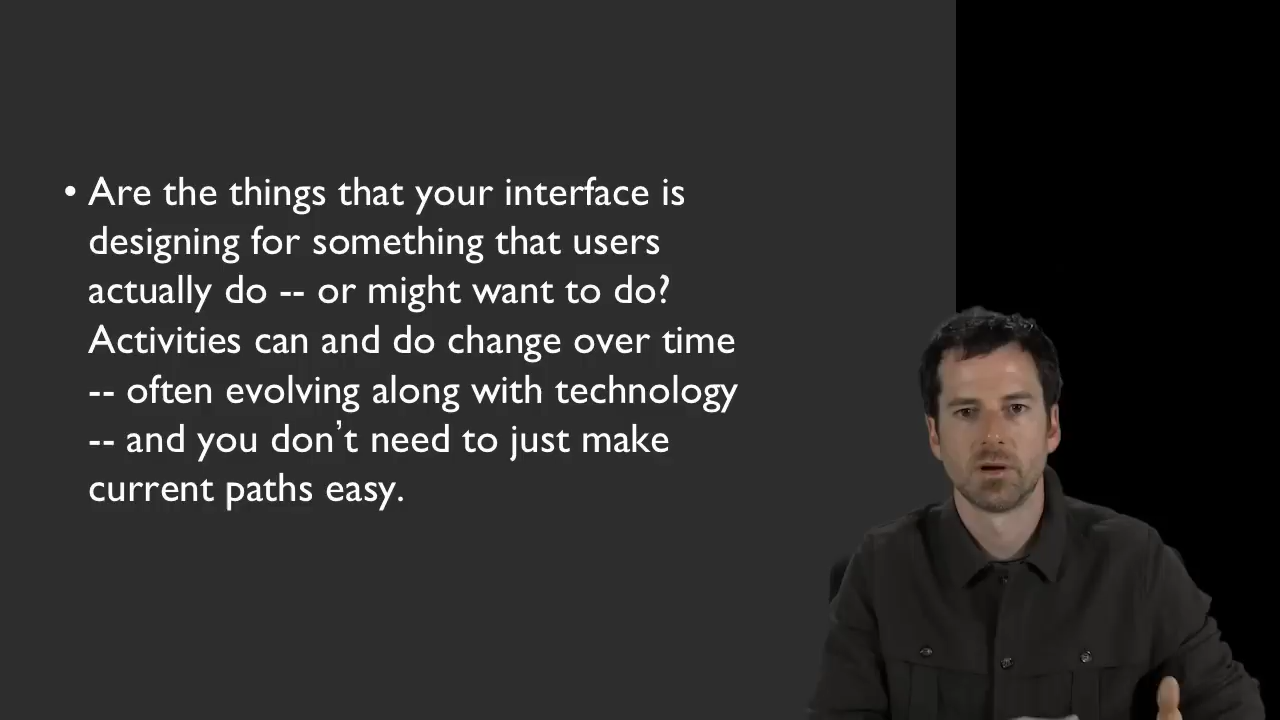 • Are the things that your interface is
designing for something that users
actually do -- or might want to do?
Activities can and do change over time
-- often evolving along with technology
-- and you don’t need to just make
current paths easy.